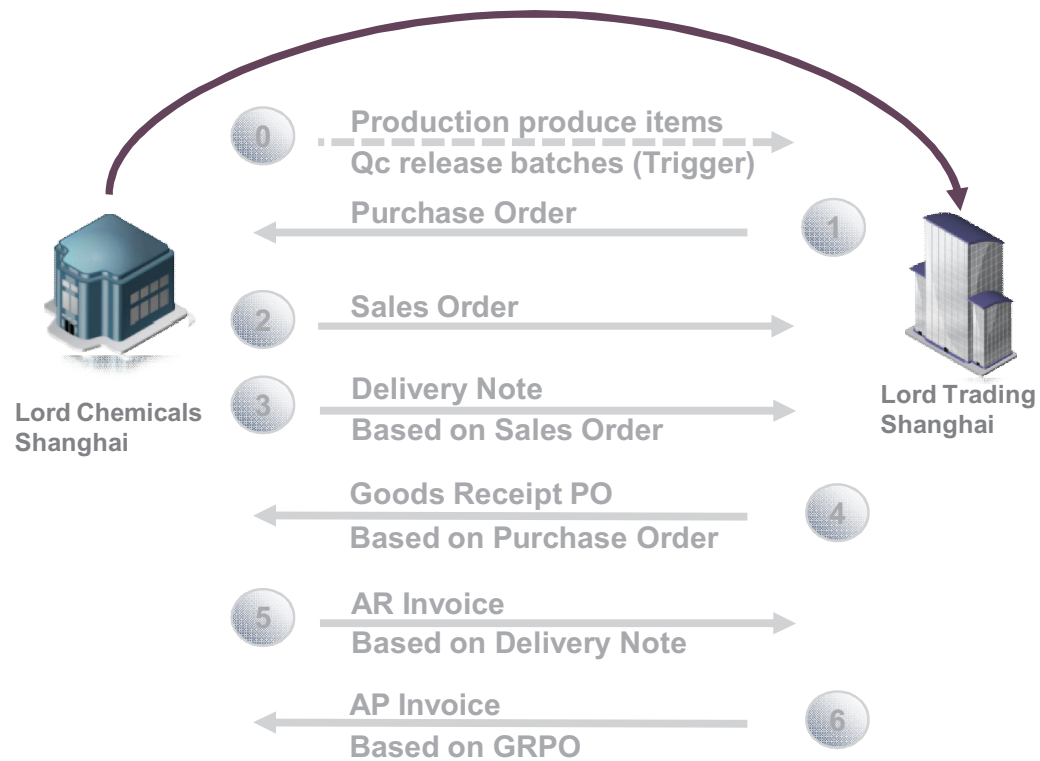 0
Production produce items
Qc release batches (Trigger)
Purchase Order
1
2
Sales Order
3
Delivery Note
Based on Sales Order
Lord Chemicals
Shanghai
Lord Trading
Shanghai
Goods Receipt PO
Based on Purchase Order
4
5
AR Invoice
Based on Delivery Note
AP Invoice
Based on GRPO
6